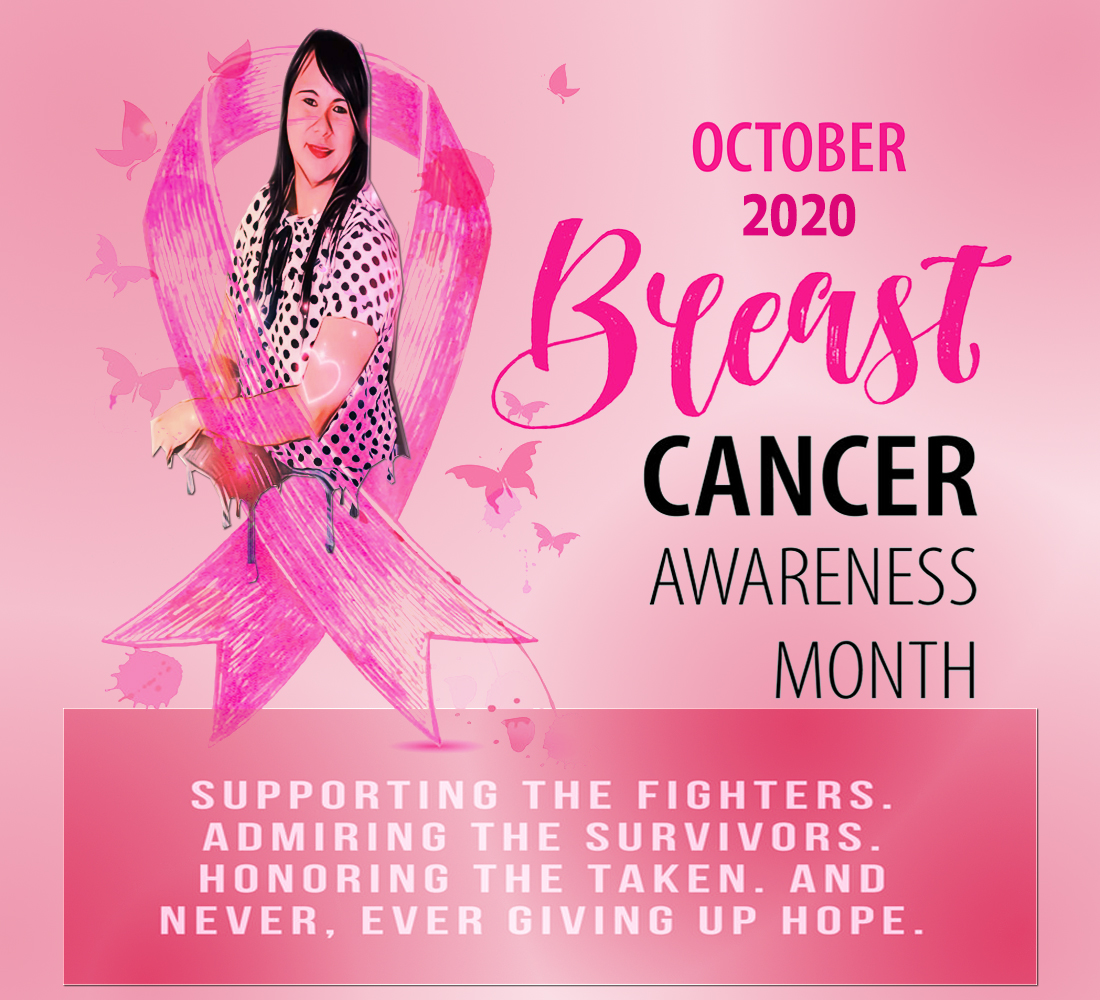 OCTOBER
2020
Breast
CANCER
AWARENESS
MONTH
SUPPORTING THE FIGHTERS.
ADMIRING THE SURVIVORS.
HONORING THE TAKEN. AND
NEVER, EVER GIVING UP HOPE.